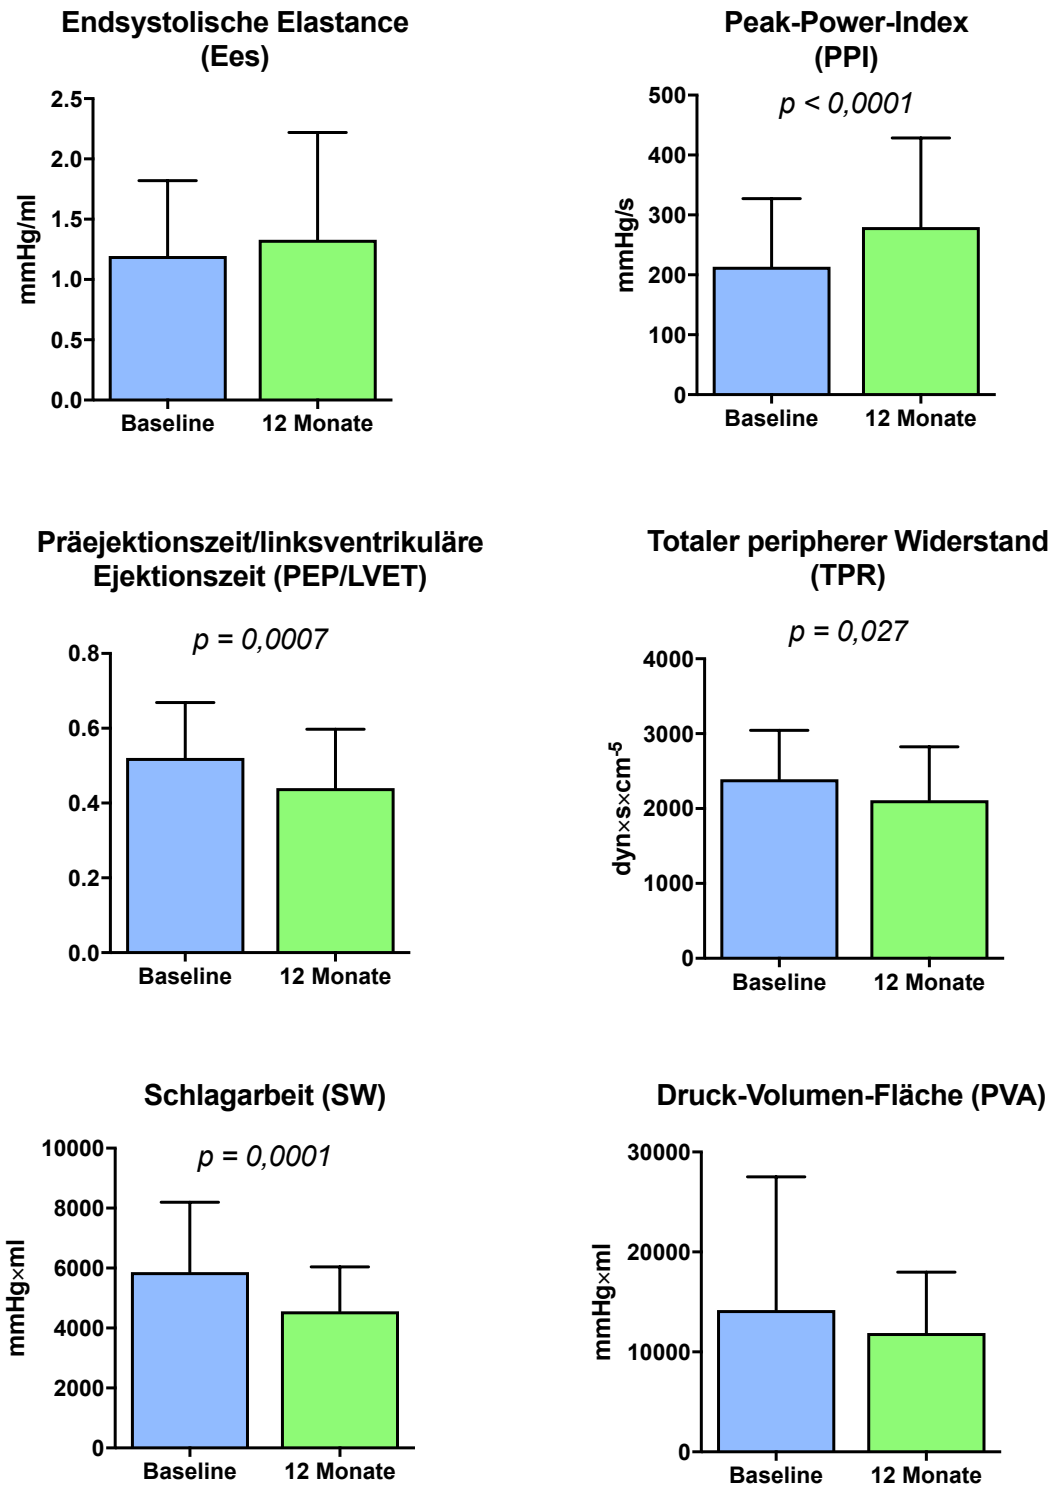 Endsystolische Elastance
(Ees)
2.5
2.0
1.5
1.0
0.5
0.0
mmHg/ml
Baseline 12 Monate
Peak-Power-Index
(PPI)
p < 0,0001
500
400
300
200
100
0
mmHg/s
Baseline 12 Monate
Präejektionszeit/linksventrikuläre
Ejektionszeit (PEP/LVET)
p = 0,0007
0.8
0.6
0.4
0.2
0.0
Baseline 12 Monate
Totaler peripherer Widerstand
(TPR)
p = 0,027
4000
3000
2000
1000
0
dyn×s×cm⁻⁵
Baseline 12 Monate
Schlagarbeit (SW)
p = 0,0001
10000
8000
6000
4000
2000
0
mmHg×ml
Baseline 12 Monate
Druck-Volumen-Fläche (PVA)
30000
20000
10000
0
mmHg×ml
Baseline 12 Monate